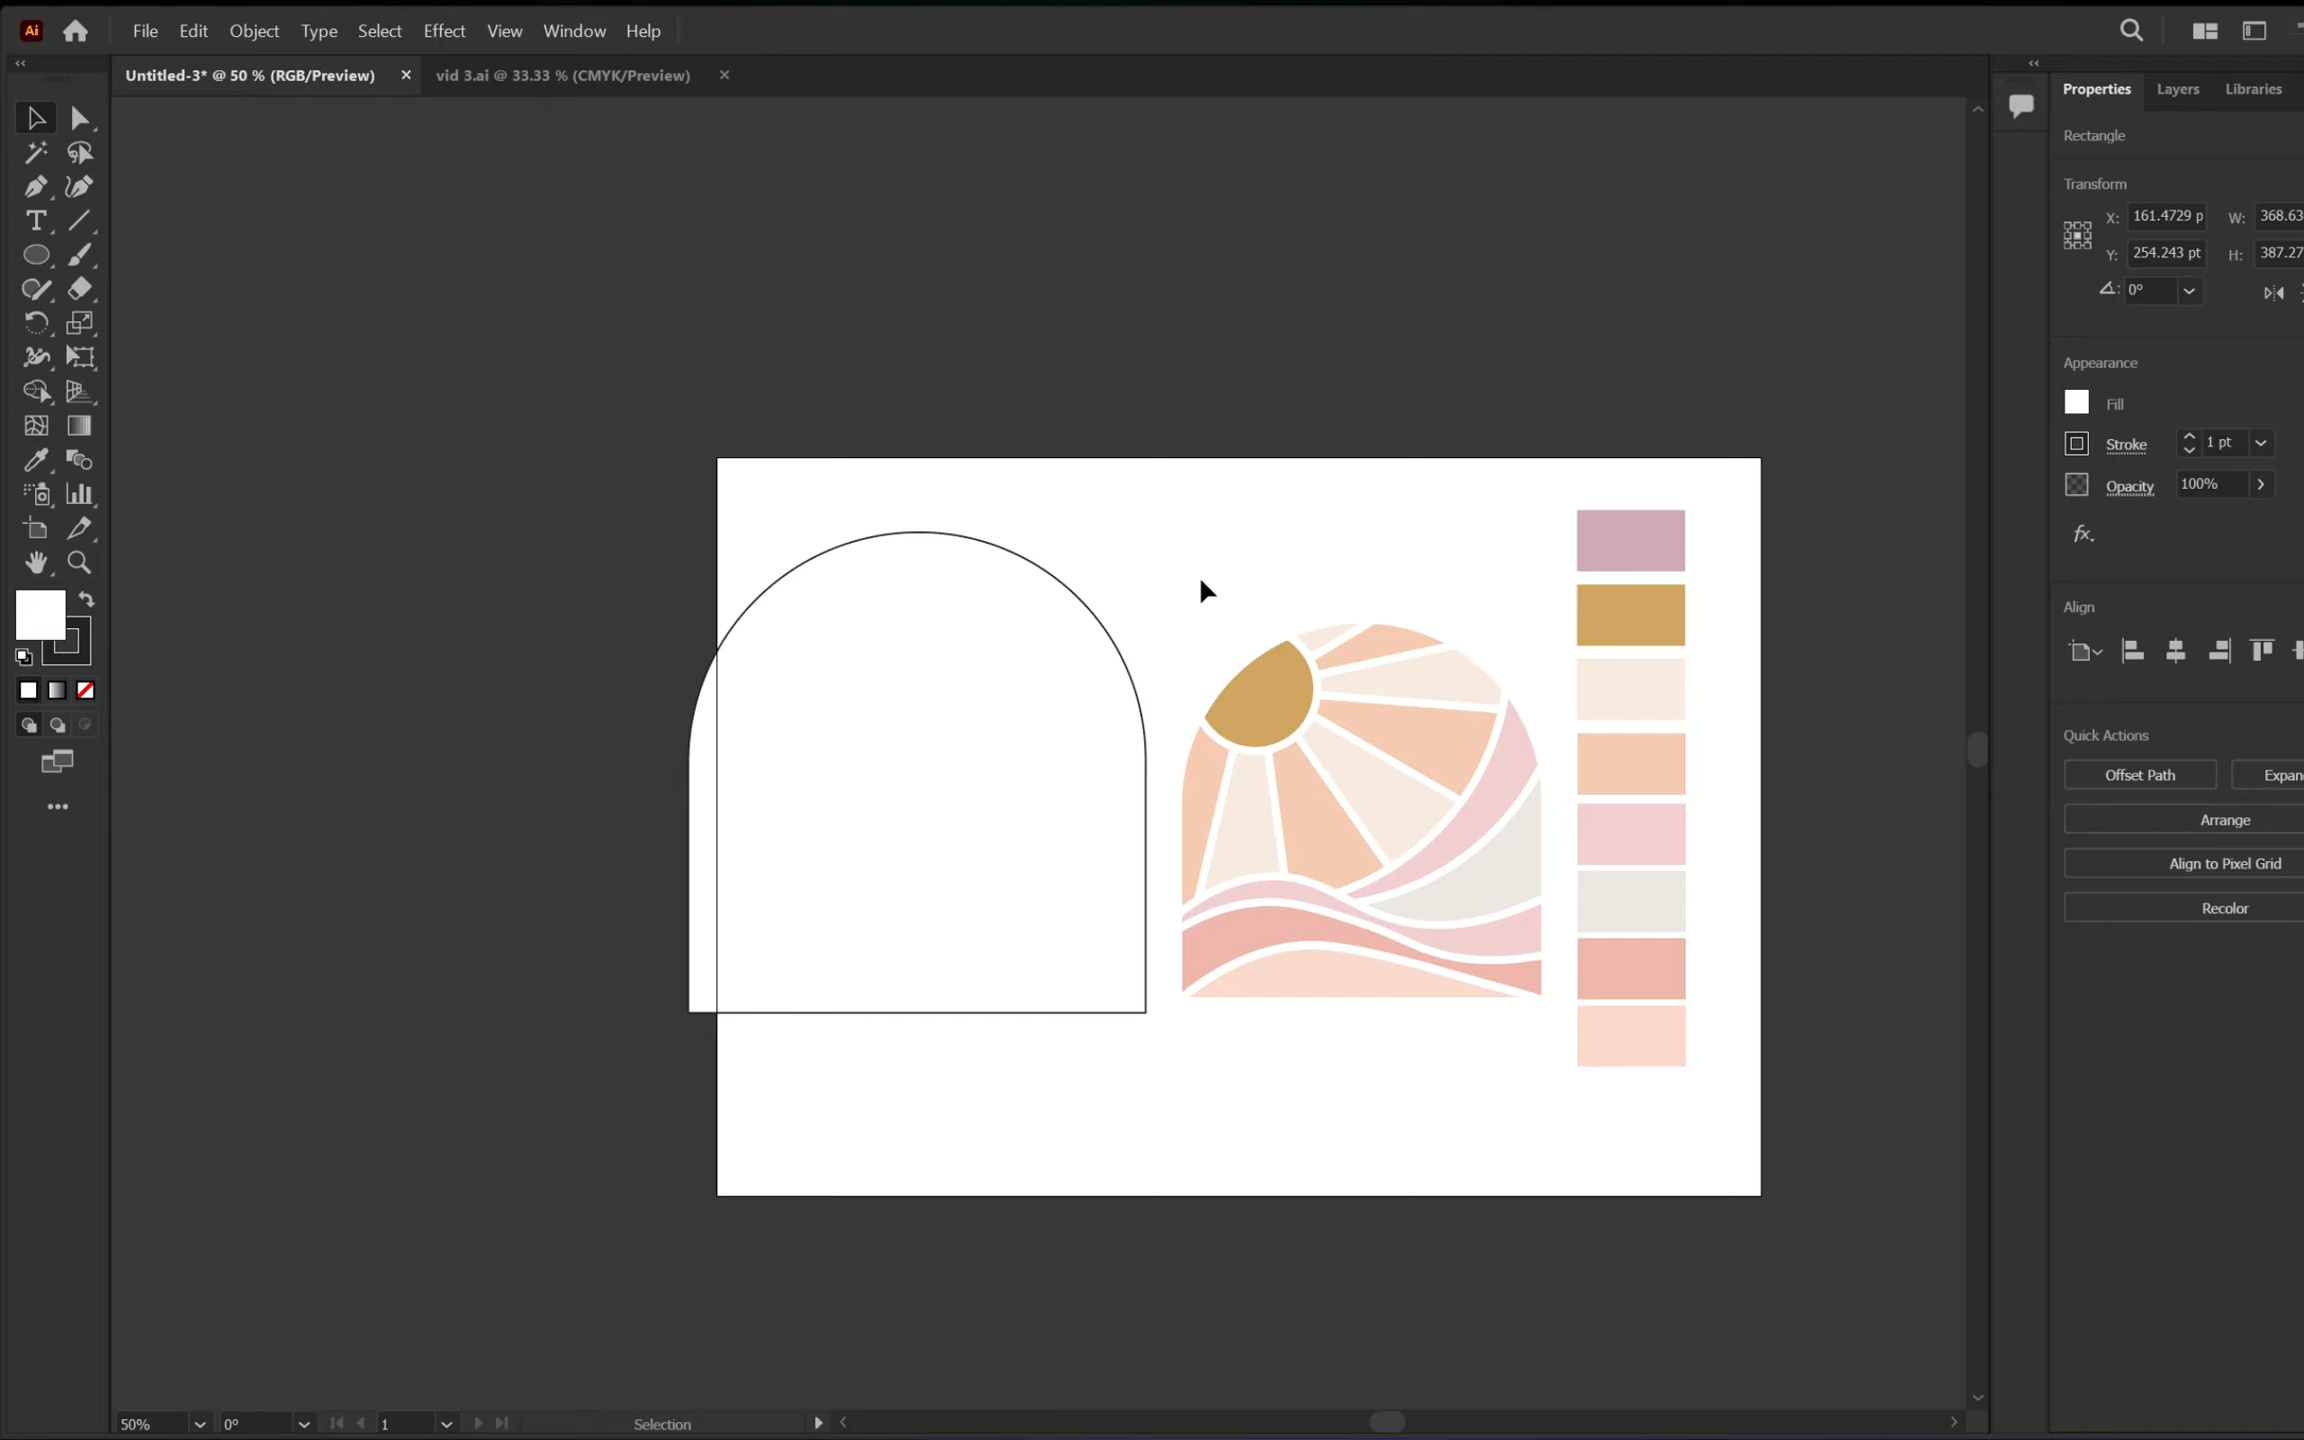 Ai File Edit Object Type Select Effect View Window Help
Untitled-3* @ 50 % (RGB/Preview) × vid 3.ai @ 33.33 % (CMYK/Preview) ×
Properties Layers Libraries
Rectangle
Transform
X: 161.4729 p W: 368.63
Y: 254.243 pt H: 387.27
0°
Appearance
Fill
Stroke 1 pt
Opacity 100%
fx
Align
Quick Actions
Offset Path Expan
Arrange
Align to Pixel Grid
Recolor
50% 0° 1 Selection